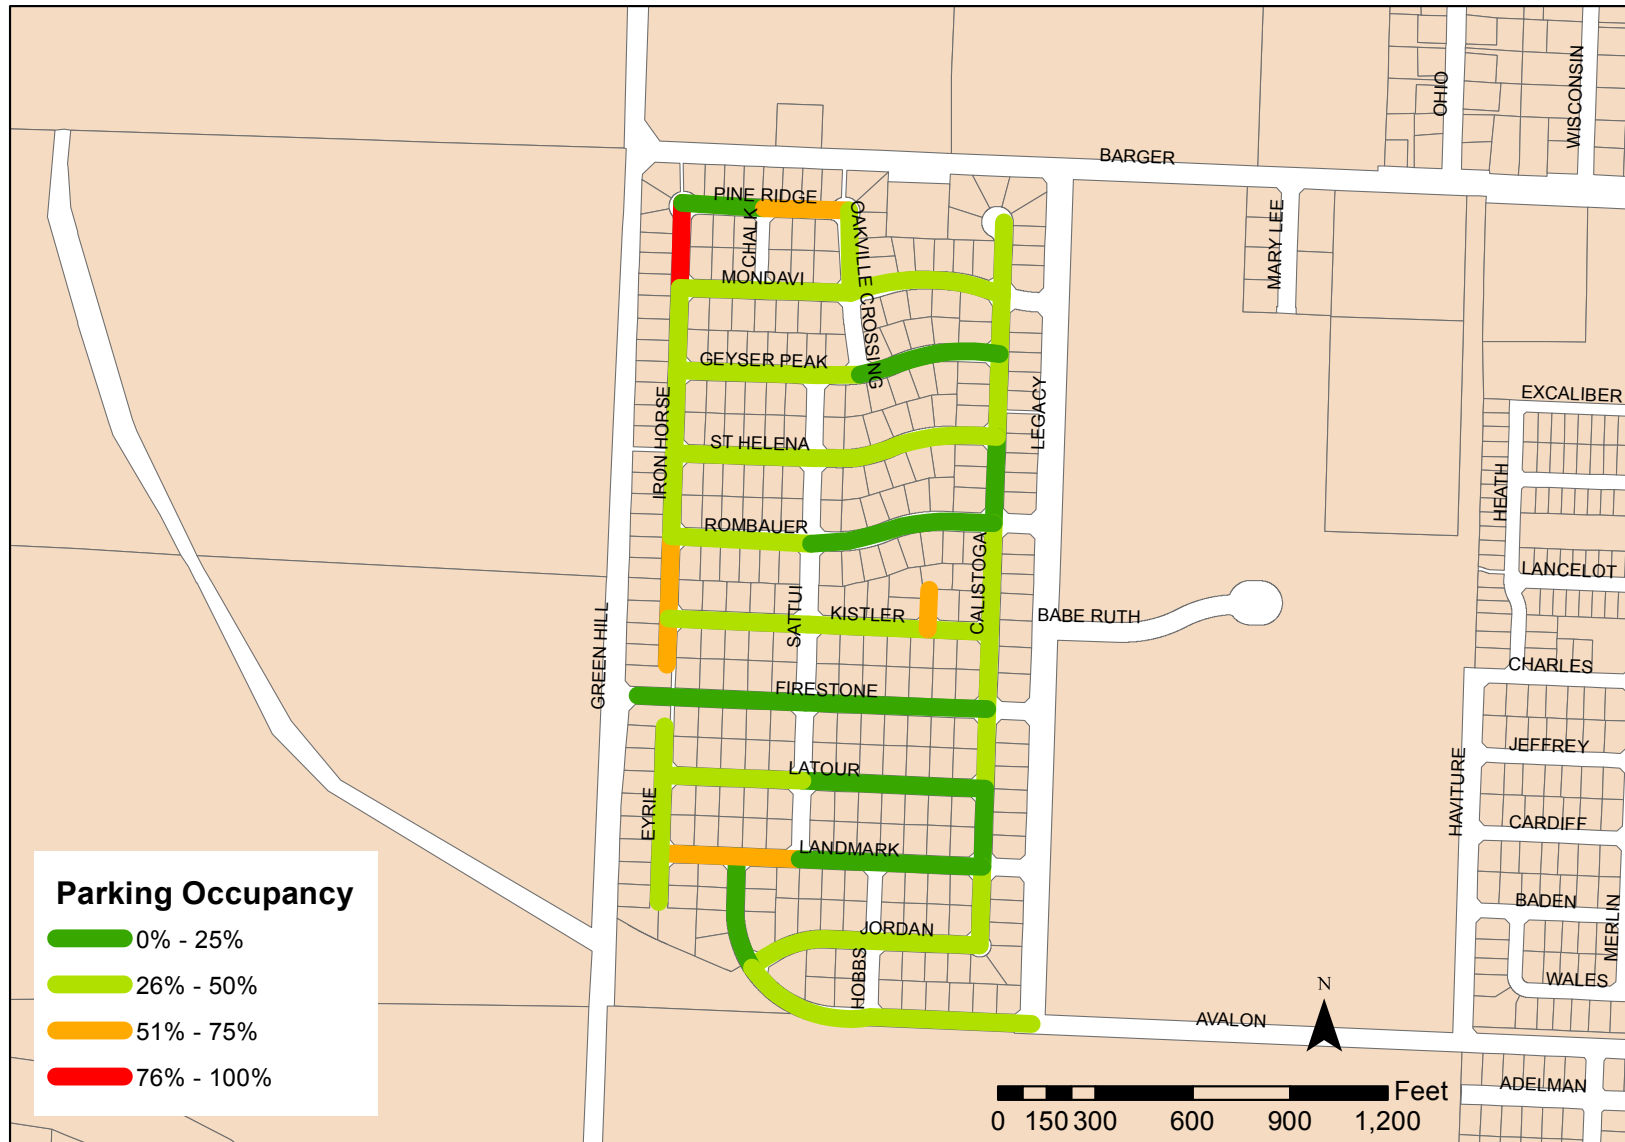 OHIO
WISCONSIN
BARGER
PINE RIDGE
CHALK
OAKVILLE CROSSING
MARY LEE
MONDAVI
GEYSER PEAK
IRON HORSE
LEGACY
EXCALIBER
ST HELENA
HEATH
ROMBAUER
CALISTOGA
LANCELOT
SATTUI
KISTLER
BABE RUTH
GREEN HILL
CHARLES
FIRESTONE
JEFFREY
LATOUR
EYRIE
HAVITURE
CARDIFF
LANDMARK
BADEN
MERLIN
JORDAN
HOBBS
WALES
AVALON
ADELMAN
Parking Occupancy
0% - 25%
26% - 50%
51% - 75%
76% - 100%
N
Feet
0 150 300 600 900 1,200